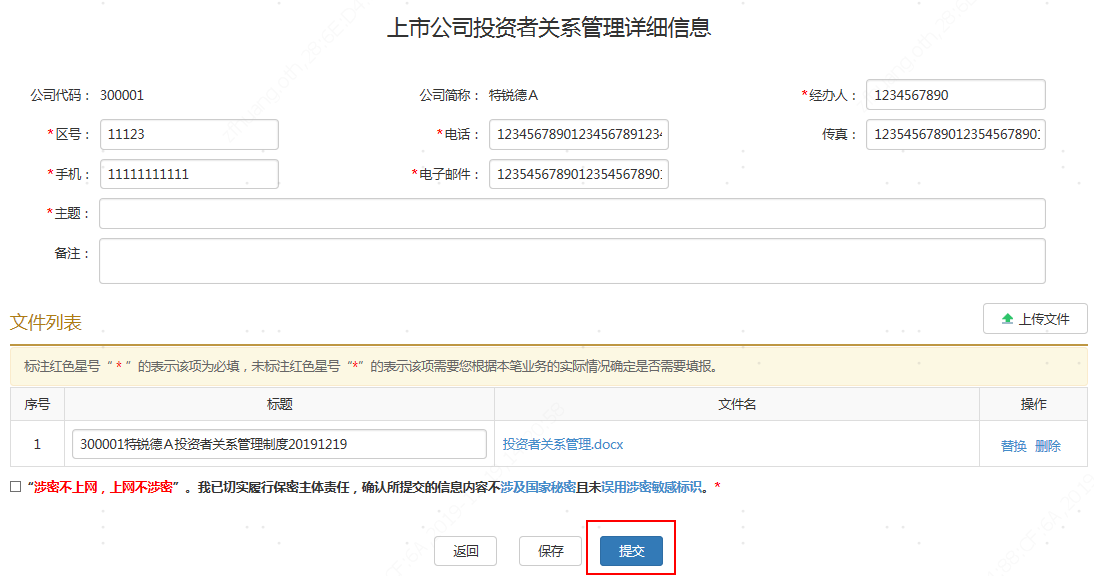 上市公司投资者关系管理详细信息
公司代码： 300001 公司简称： 特锐德A *经办人： 1234567890
*区号： 11123 *电话： 12345678901234567891234 传真： 1235456789012354567890
*手机： 11111111111 *电子邮件： 1235456789012354567890
*主题：
备注：
文件列表 上传文件
标注红色星号“ * ”的表示该项为必填，未标注红色星号“*”的表示该项需要您根据本笔业务的实际情况确定是否需要填报。
序号 标题 文件名 操作
1 300001特锐德A投资者关系管理制度20191219 投资者关系管理.docx 替换 删除
“涉密不上网，上网不涉密”。我已切实履行保密主体责任，确认所提交的信息内容不涉及国家秘密且未误用涉密敏感标识。*
返回 保存 提交